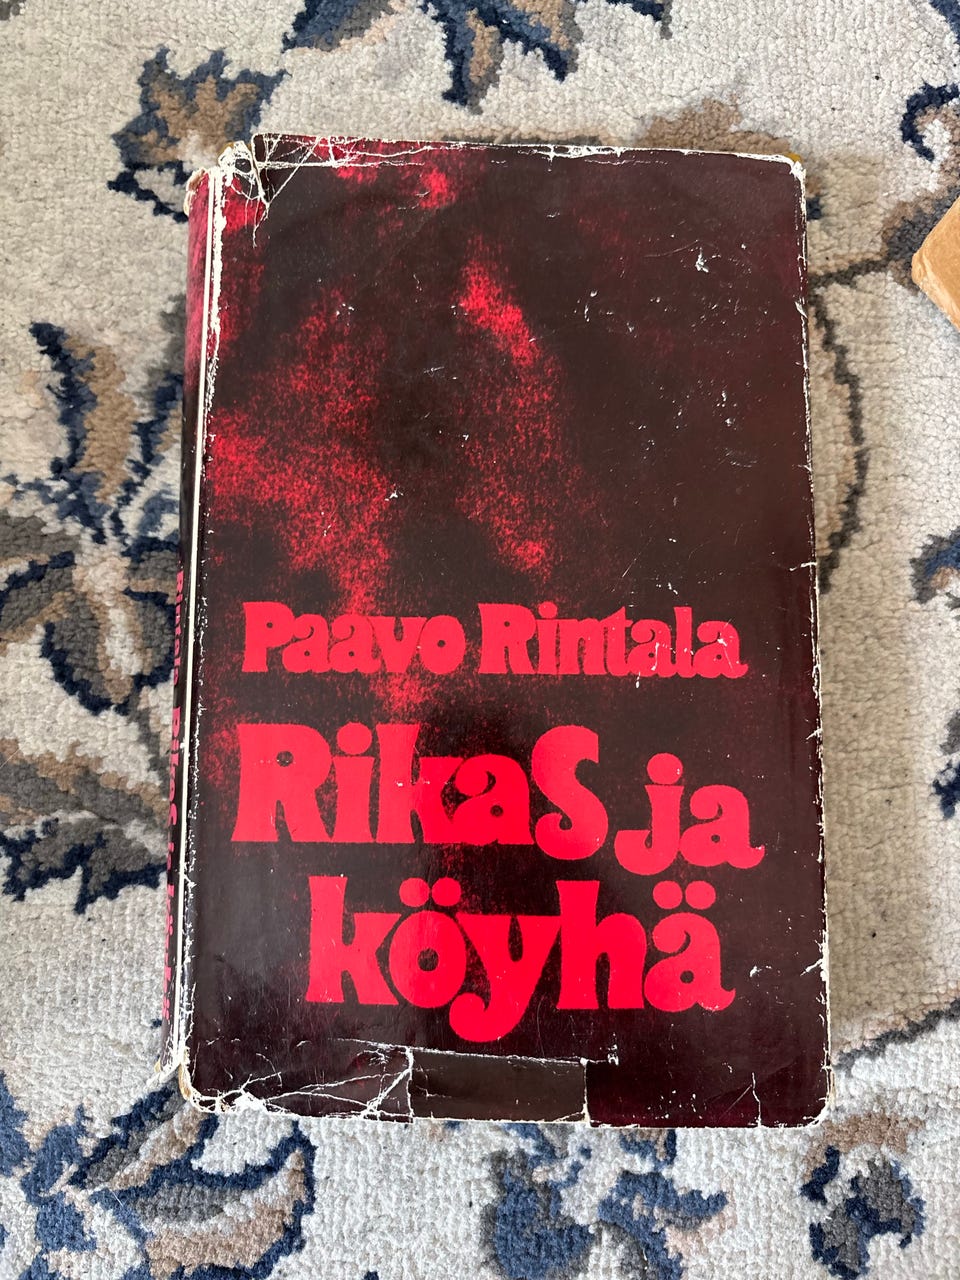 Paavo Rintala
Rikas ja
köyhä